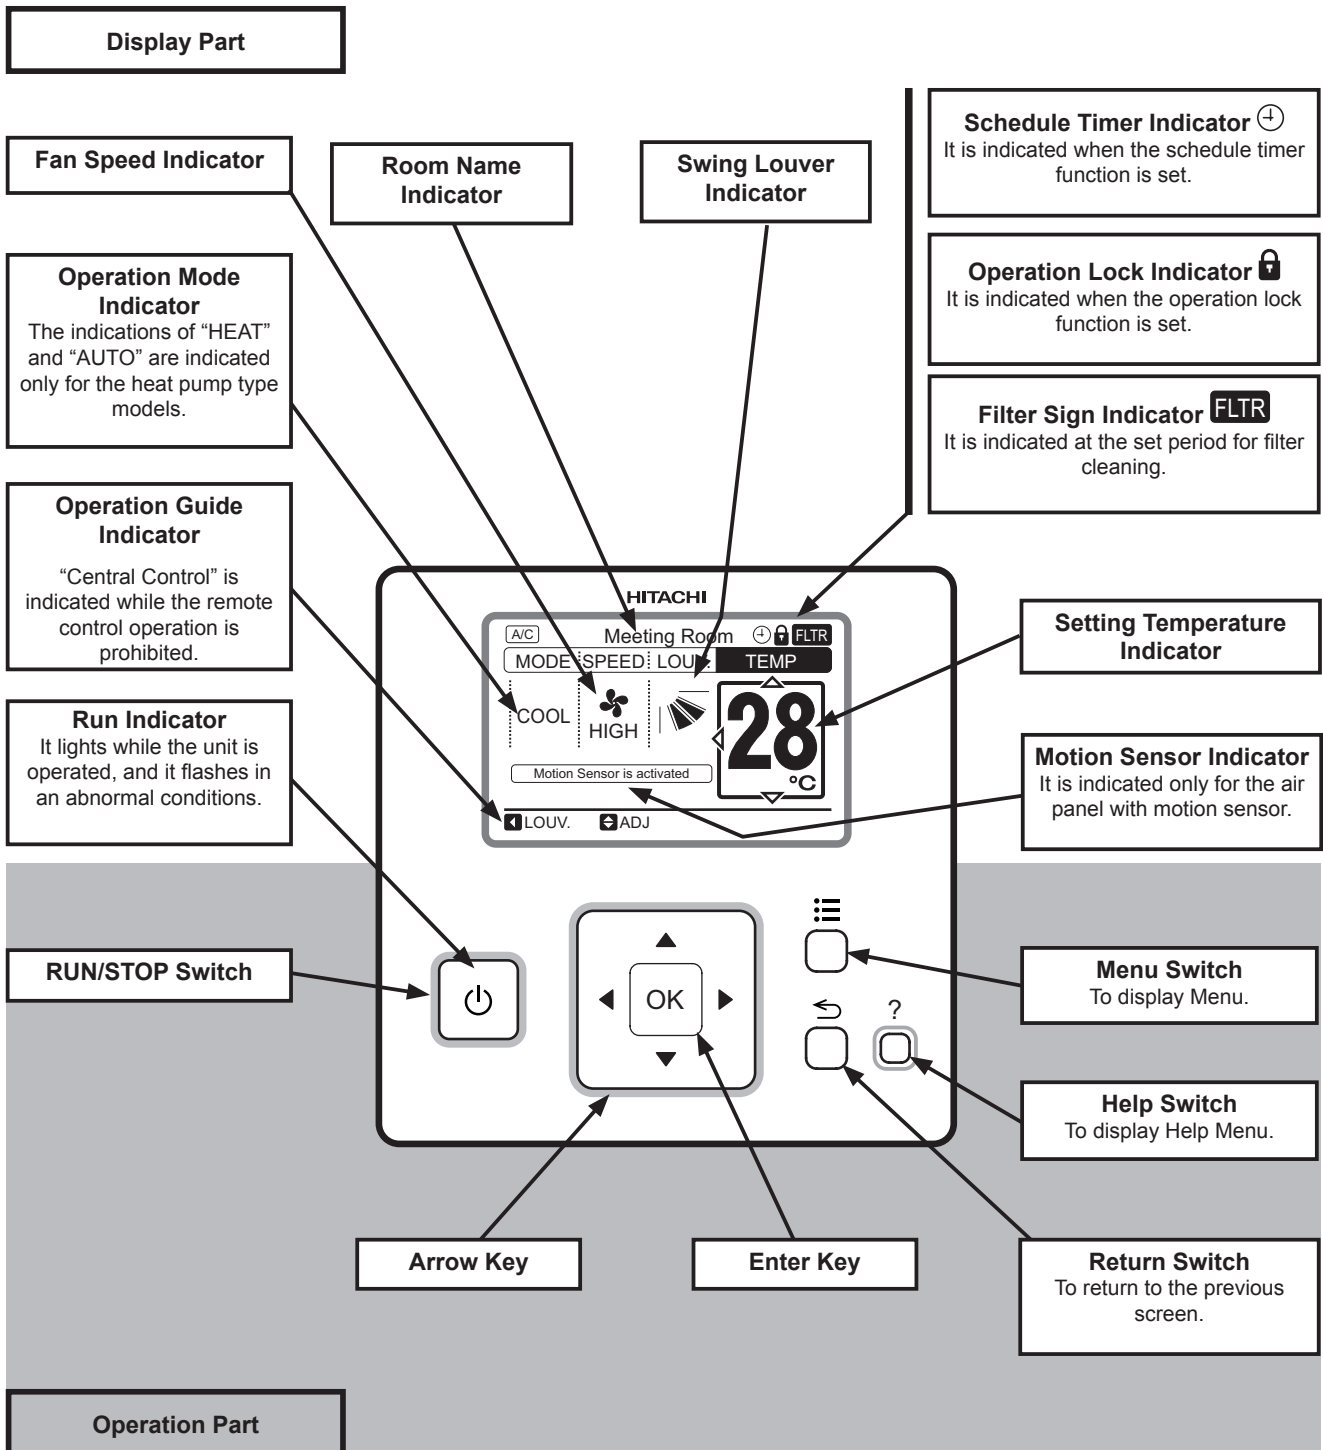 Display Part
Fan Speed Indicator
Room Name
Indicator
Swing Louver
Indicator
Schedule Timer Indicator
It is indicated when the schedule timer
function is set.
Operation Mode
Indicator
The indications of “HEAT”
and “AUTO” are indicated
only for the heat pump type
models.
Operation Lock Indicator
It is indicated when the operation lock
function is set.
Filter Sign Indicator FLTR
It is indicated at the set period for filter
cleaning.
Operation Guide
Indicator
“Central Control” is
indicated while the remote
control operation is
prohibited.
Run Indicator
It lights while the unit is
operated, and it flashes in
an abnormal conditions.
HITACHI
A/C Meeting Room FLTR
MODE SPEED LOUV. TEMP
COOL
HIGH
28
°C
Motion Sensor is activated
LOUV. ADJ
Setting Temperature
Indicator
Motion Sensor Indicator
It is indicated only for the air
panel with motion sensor.
RUN/STOP Switch
OK
?
Menu Switch
To display Menu.
Help Switch
To display Help Menu.
Arrow Key
Enter Key
Return Switch
To return to the previous
screen.
Operation Part